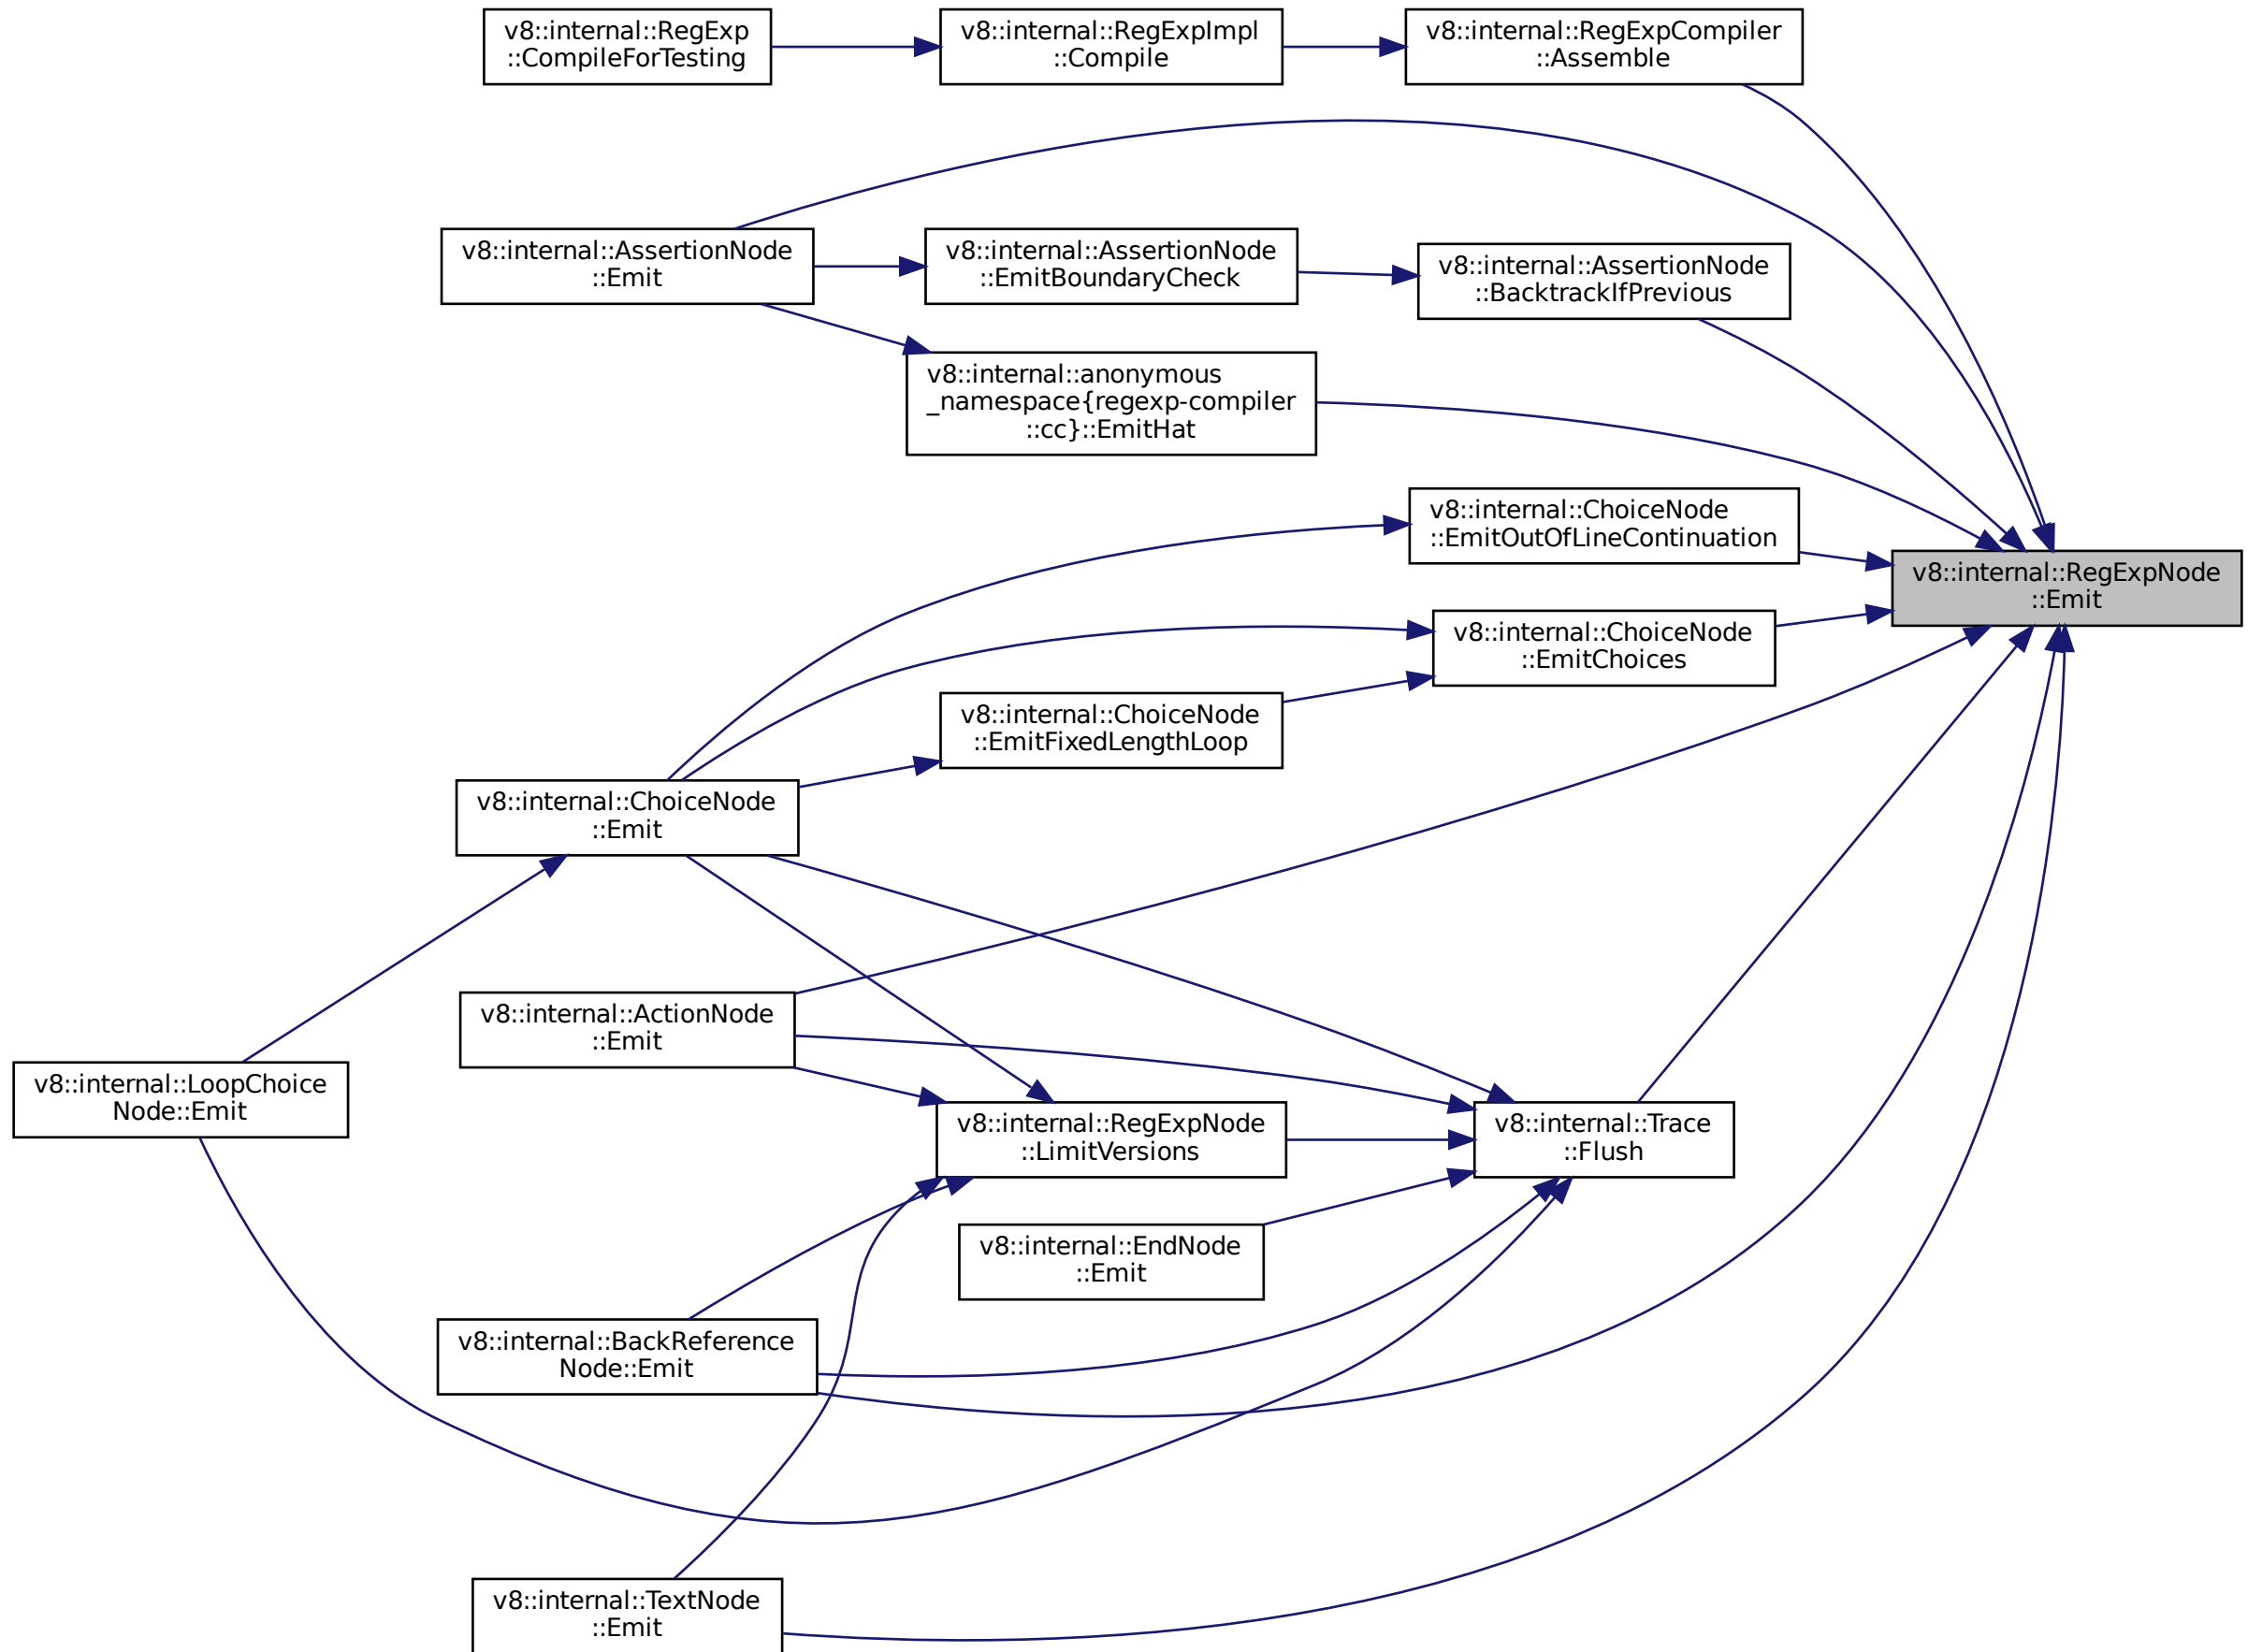 v8::internal::RegExp
::CompileForTesting
v8::internal::RegExpImpl
::Compile
v8::internal::RegExpCompiler
::Assemble
v8::internal::AssertionNode
::Emit
v8::internal::AssertionNode
::EmitBoundaryCheck
v8::internal::AssertionNode
::BacktrackIfPrevious
v8::internal::anonymous
_namespace{regexp-compiler
::cc}::EmitHat
v8::internal::ChoiceNode
::EmitOutOfLineContinuation
v8::internal::RegExpNode
::Emit
v8::internal::ChoiceNode
::EmitChoices
v8::internal::ChoiceNode
::EmitFixedLengthLoop
v8::internal::ChoiceNode
::Emit
v8::internal::ActionNode
::Emit
v8::internal::LoopChoice
Node::Emit
v8::internal::RegExpNode
::LimitVersions
v8::internal::Trace
::Flush
v8::internal::EndNode
::Emit
v8::internal::BackReference
Node::Emit
v8::internal::TextNode
::Emit